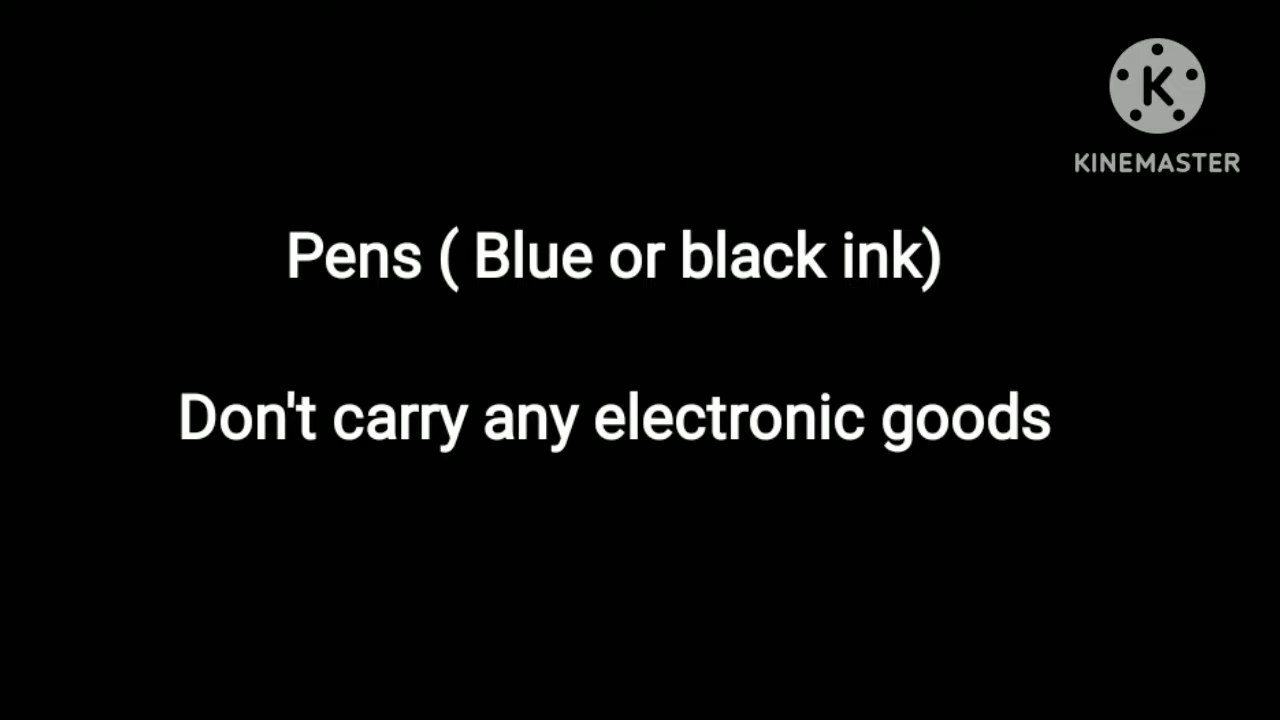 K
KINEMASTER
Pens ( Blue or black ink)
Don't carry any electronic goods